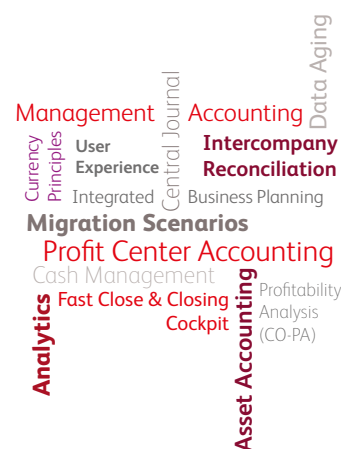 Data Aging
Management Accounting
Central Journal
Currency
Principles
User
Experience
Intercompany
Reconciliation
Integrated Business Planning
Migration Scenarios
Profit Center Accounting
Cash Management
Analytics
Fast Close & Closing
Cockpit
Asset Accounting
Profitability
Analysis
(CO-PA)